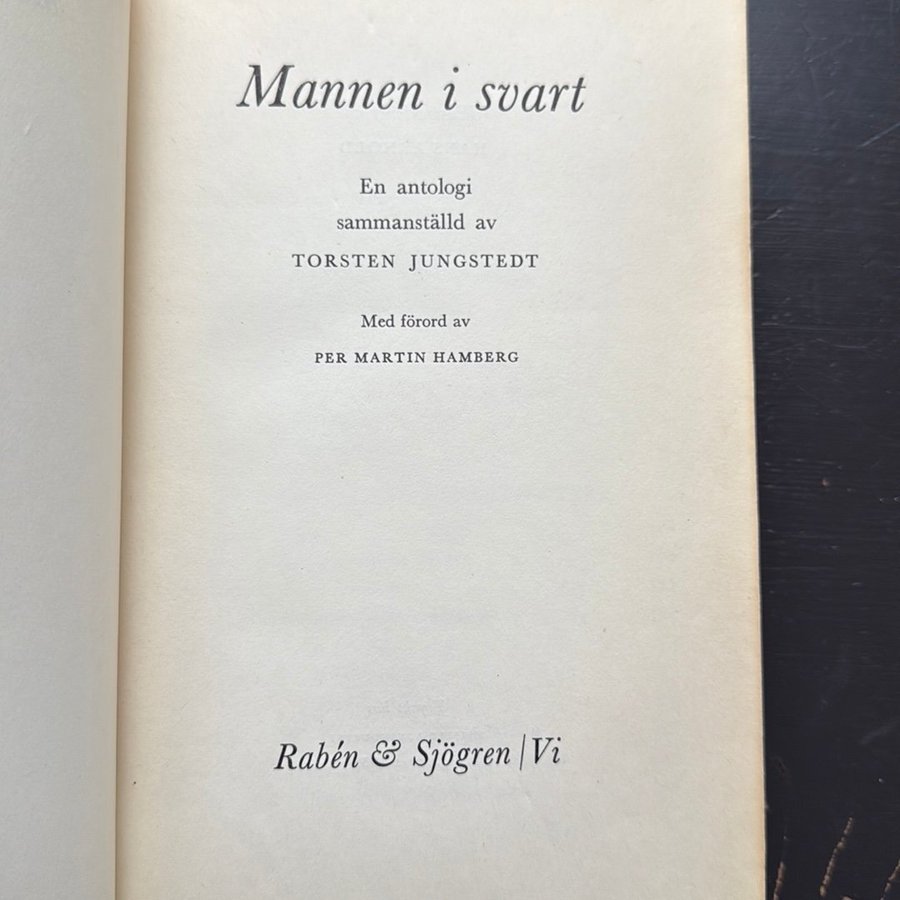 Mannen i svart
En antologi
sammanställd av
TORSTEN JUNGSTEDT
Med förord av
PER MARTIN HAMBERG
Rabén & Sjögren | Vi